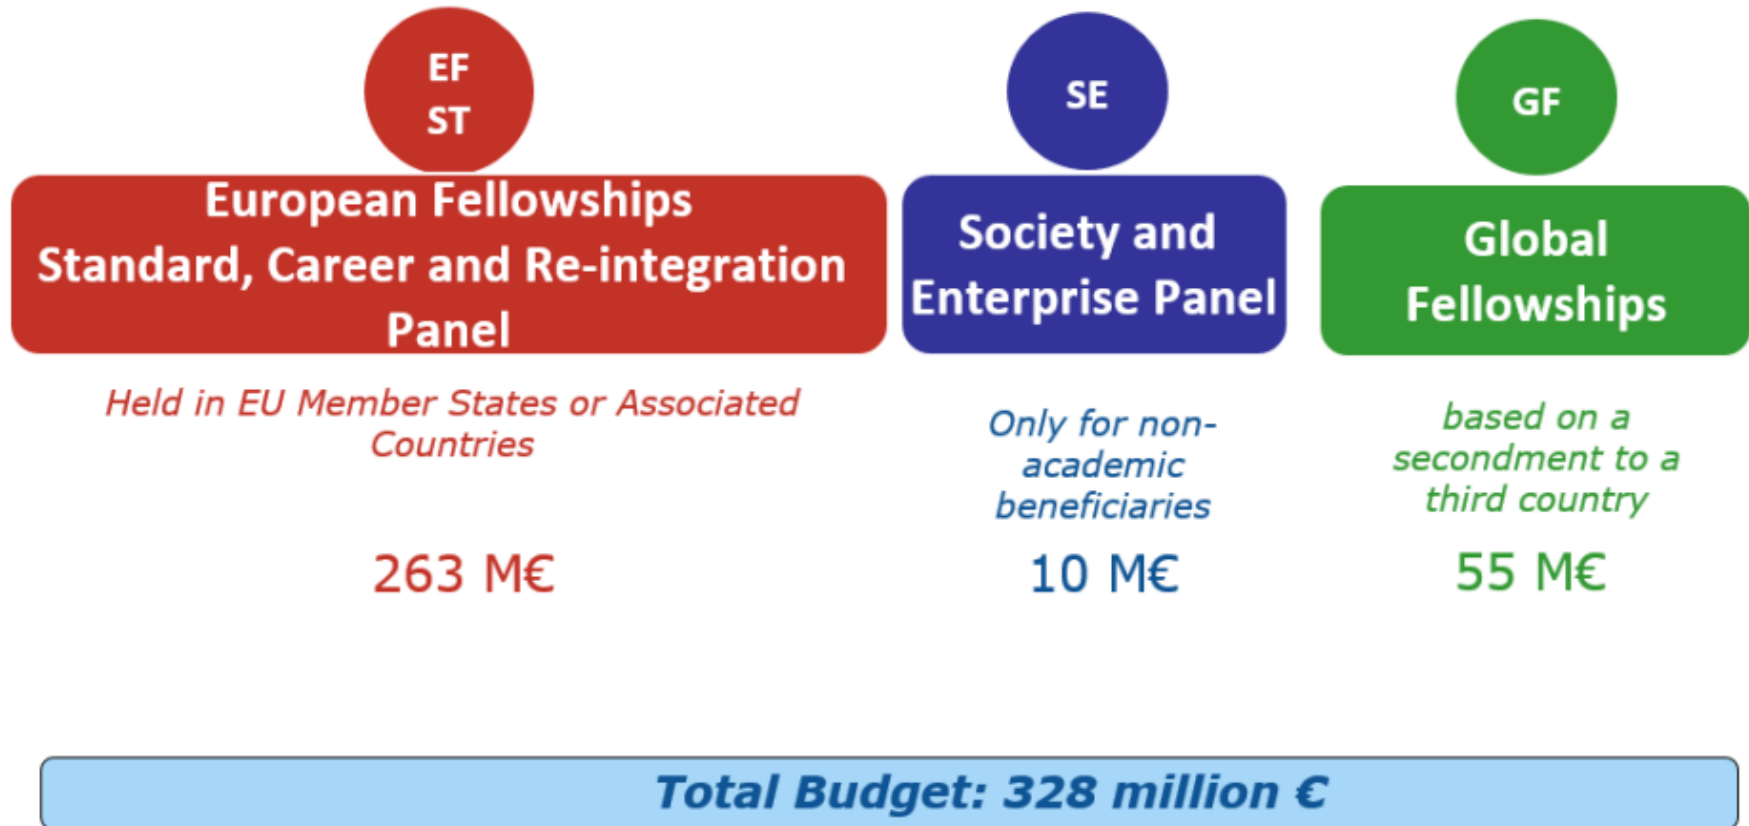 EF
ST
European Fellowships
Standard, Career and Re-integration
Panel
Held in EU Member States or Associated
Countries
263 M€
SE
Society and
Enterprise Panel
Only for non-
academic
beneficiaries
10 M€
GF
Global
Fellowships
based on a
secondment to a
third country
55 M€
Total Budget: 328 million €